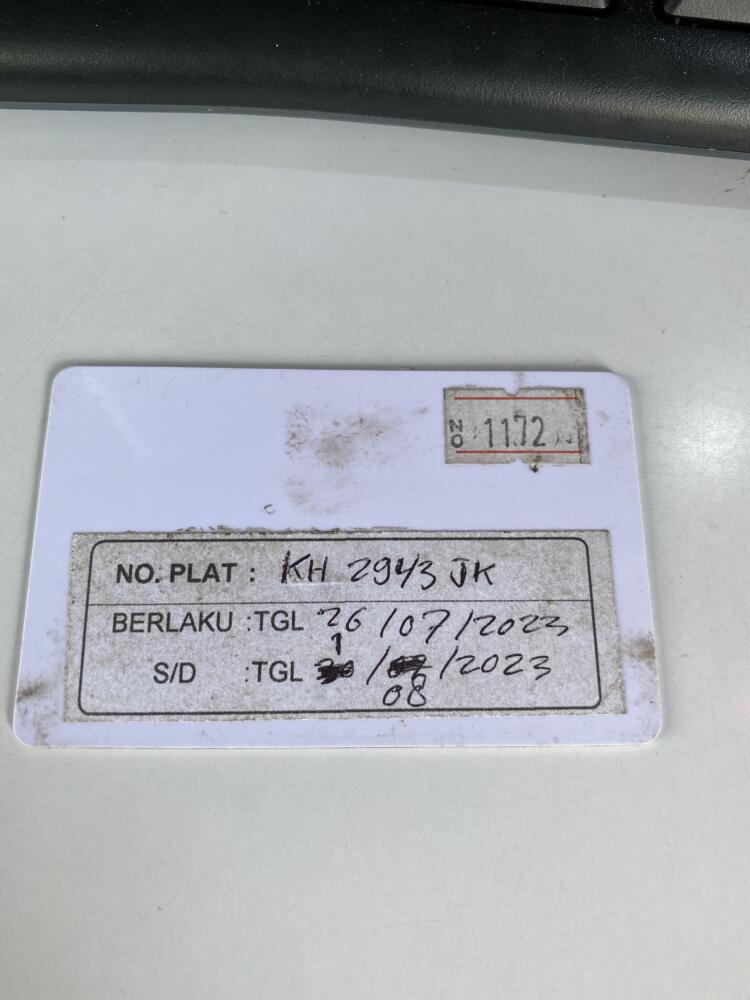 NO 1172
NO. PLAT : KH 2943 JK
BERLAKU :TGL 26/07/2023
S/D :TGL 1/08/2023